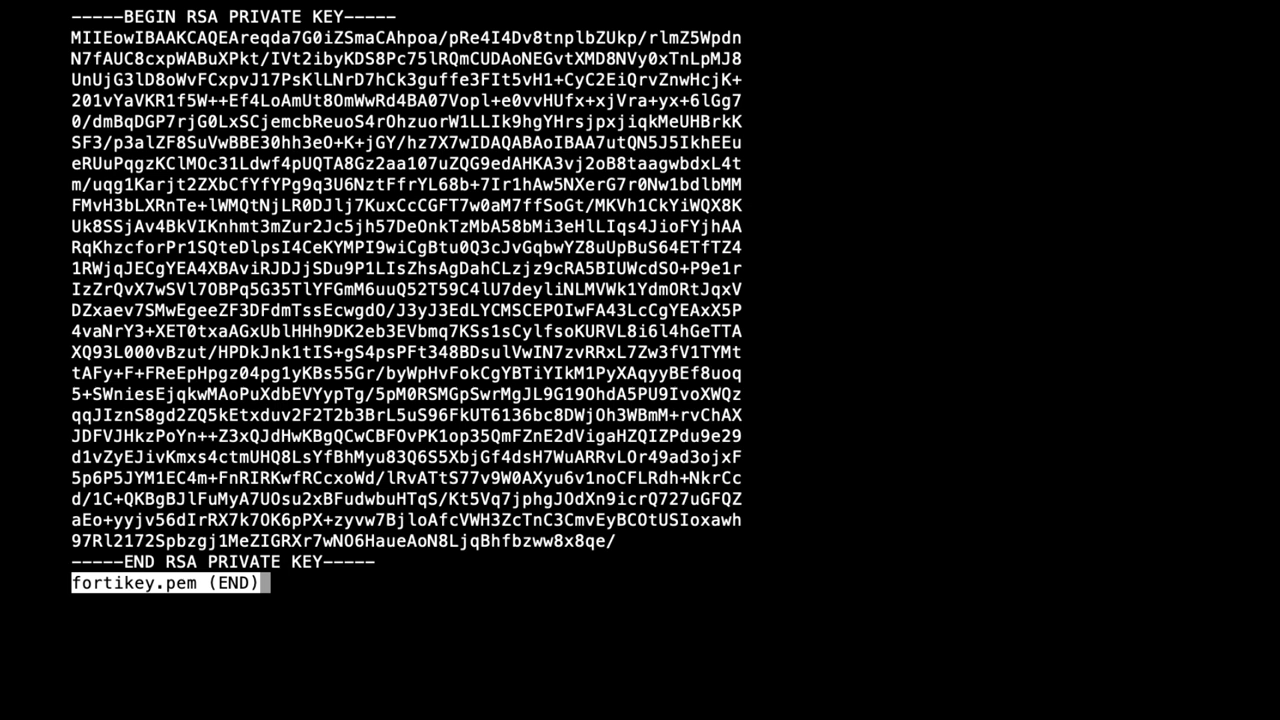 -----BEGIN RSA PRIVATE KEY-----
MIIEowIBAAKCAQEAreqda7G0iZSmaCAhpoa/pRe4I4Dv8tnplbZUkp/rlmZ5Wpdn
N7fAUC8cxpWABuXPkt/IVt2ibyKDS8Pc75lRQmCUDAoNEGvtXMD8NVy0xTnLpMJ8
UnUjG3lD8oWvFCxpvJ17PsKlLNrD7hCk3guffe3FIt5vH1+CyC2EiQrvZnwHcjK+
201vYaVKR1f5W++Ef4LoAmUt8OmWwRd4BA07Vopl+e0vvHUfx+xjVra+yx+6lGg7
0/dmBqDGP7rjG0LxSCjemcbReuoS4rOhzuorW1LLIk9hgYHrsjpxjiqkMeUHBrkK
SF3/p3alZF8SuVwBBE30hh3eO+K+jGY/hz7X7wIDAQABAoIBAA7utQN5J5IkhEEu
eRUuPqgzKClMOc31Ldwf4pUQTA8Gz2aa107uZQG9edAHKA3vj2oB8taagwbdxL4t
m/uqg1Karjt2ZXbCfYfYPg9q3U6NztFfrYL68b+7Ir1hAw5NXerG7r0Nw1bdlbMM
FMvH3bLXRnTe+lWMQtNjLR0DJlj7KuxCcCGFT7w0aM7ffSoGt/MKVh1CkYiWQX8K
Uk8SSjAv4BkVIKnhmt3mZur2Jc5jh57DeOnkTzMbA58bMi3eHlLIqs4JioFYjhAA
RqKhzcforPr1SQteDlpsI4CeKYMPI9wiCgBtu0Q3cJvGqbwYZ8uUpBuS64ETfTZ4
1RWjqJECgYEA4XBAviRJDJjSDu9P1LIsZhsAgDahCLzjz9cRA5BIUWcdSO+P9e1r
IzZrQvX7wSVl7OBPq5G35TlYFGmM6uuQ52T59C4lU7deyliNLMVWk1YdmORtJqxV
DZxaev7SMwEgeeZF3DFdmTssEcwgdO/J3yJ3EdLYCMSCEPOIwFA43LcCgYEAxX5P
4vaNrY3+XET0txaAGxUblHHh9DK2eb3EVbmq7KSs1sCylfsoKURVL8i6l4hGeTTA
XQ93L000vBzut/HPDkJnk1tIS+gS4psPFt348BDsulVwIN7zvRRxL7Zw3fV1TYMt
tAFy+F+FReEpHpgz04pg1yKBs55Gr/byWpHvFokCgYBTiYIkM1PyXAqyyBEf8uoq
5+SWniesEjqkwMAoPuXdbEVYypTg/5pM0RSMGpSwrMgJL9G19OhdA5PU9IvoXWQz
qqJIznS8gd2ZQ5kEtxduv2F2T2b3BrL5uS96FkUT6136bc8DWjOh3WBmM+rvChAX
JDFVJHkzPoYn++Z3xQJdHwKBgQCwCBFOvPK1op35QmFZnE2dVigaHZQIZPdu9e29
d1vZyEJivKmxs4ctmUHQ8LsYfBhMyu83Q6S5XbjGf4dsH7WuARRvLOr49ad3ojxF
5p6P5JYM1EC4m+FnRIRKwfRCcxoWd/lRvATtS77v9W0AXyu6v1noCFLRdh+NkrCc
d/1C+QKBgBJlFuMyA7UOsu2xBFudwbuHTqS/Kt5Vq7jphgJOdXn9icrQ727uGFQZ
aEo+yyjv56dIrRX7k7OK6pPX+zyvw7BjloAfcVWH3ZcTnC3CmvEyBCOtUSIoxawh
97Rl2172Spbzgj1MeZIGRXr7wNO6HaueAoN8LjqBhfbzww8x8qe/
-----END RSA PRIVATE KEY-----
fortikey.pem (END)